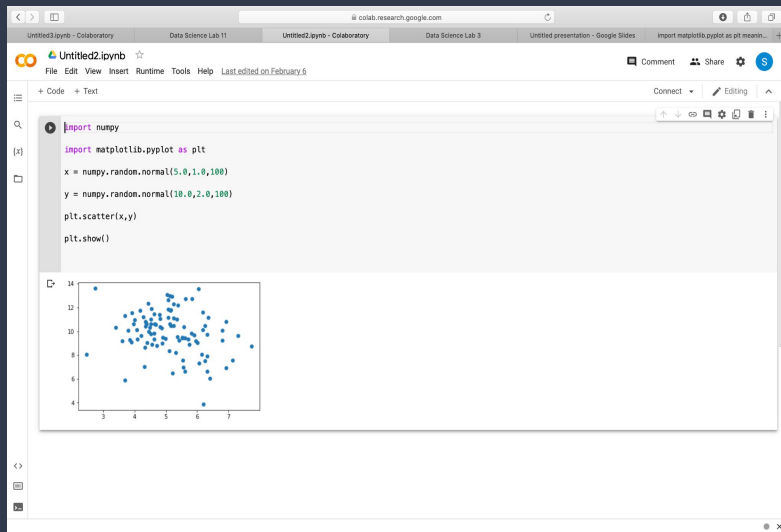 colab.research.google.com
Untitled3.ipynb - Colaboratory
Data Science Lab 11
Untitled2.ipynb - Colaboratory
Data Science Lab 3
Untitled presentation - Google Slides
import matplotlib.pyplot as plt meanin...
Untitled2.ipynb
File Edit View Insert Runtime Tools Help Last edited on February 6
Comment Share S
+ Code + Text
Connect Editing
{x}
import numpy
import matplotlib.pyplot as plt
x = numpy.random.normal(5.0,1.0,100)
y = numpy.random.normal(10.0,2.0,100)
plt.scatter(x,y)
plt.show()
14
12
10
8
6
4
3 4 5 6 7